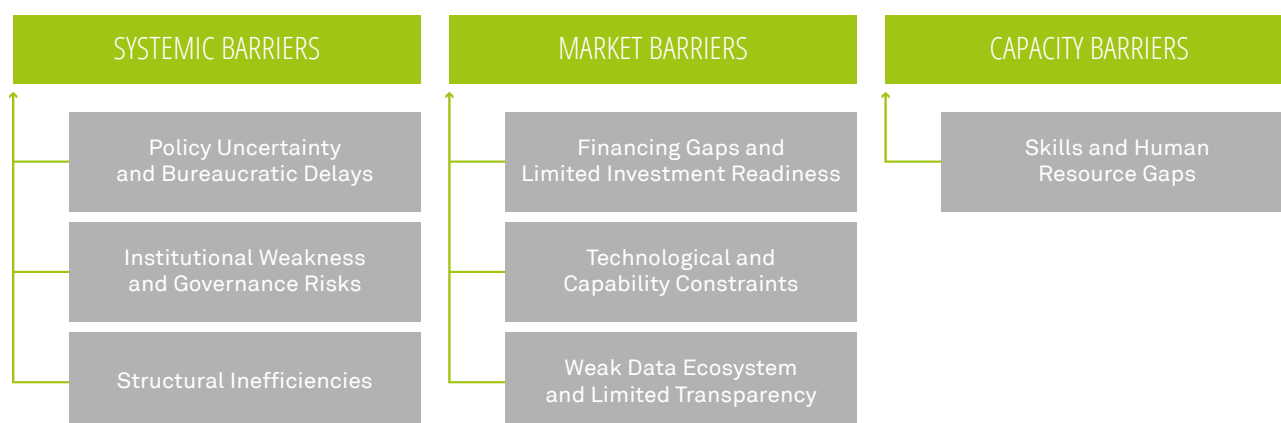 SYSTEMIC BARRIERS
Policy Uncertainty
and Bureaucratic Delays
Institutional Weakness
and Governance Risks
Structural Inefficiencies
MARKET BARRIERS
Financing Gaps and
Limited Investment Readiness
Technological and
Capability Constraints
Weak Data Ecosystem
and Limited Transparency
CAPACITY BARRIERS
Skills and Human
Resource Gaps